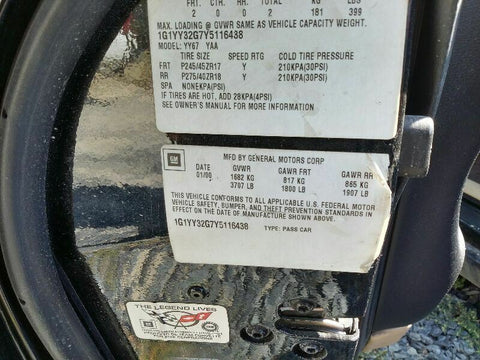 FRT. CTR. RR. TOTAL KG LBS
2 0 0 2 181 399
MAX. LOADING @ GVWR SAME AS VEHICLE CAPACITY WEIGHT.
1G1YY32G7Y5116438
YY67 YAA
TIRE SIZE SPEED RTG COLD TIRE PRESSURE
FRT P245/45ZR17 Y 210KPA(30PSI)
RR P275/40ZR18 Y 210KPA(30PSI)
SPA NONEKPA(PSI)
IF TIRES ARE HOT, ADD 28KPA(4PSI)
SEE OWNER'S MANUAL FOR MORE INFORMATION
GM
MFD BY GENERAL MOTORS CORP
DATE GVWR GAWR FRT GAWR RR
01/00 1682 KG 817 KG 865 KG
3707 LB 1800 LB 1907 LB
THIS VEHICLE CONFORMS TO ALL APPLICABLE U.S. FEDERAL MOTOR
VEHICLE SAFETY, BUMPER, AND THEFT PREVENTION STANDARDS IN
EFFECT ON THE DATE OF MANUFACTURE SHOWN ABOVE.
1G1YY32G7Y5116438 TYPE: PASS CAR
THE LEGEND LIVES
GM